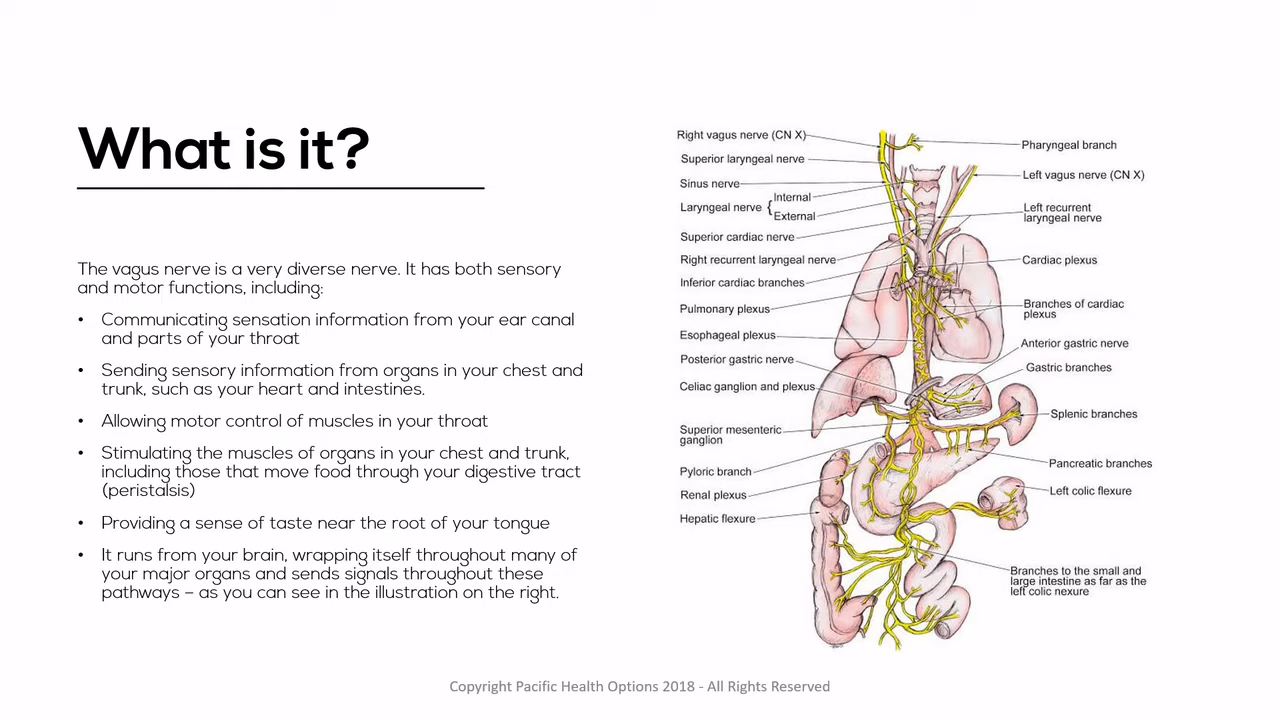 What is it?
The vagus nerve is a very diverse nerve. It has both sensory
and motor functions, including:
• Communicating sensation information from your ear canal
and parts of your throat
• Sending sensory information from organs in your chest and
trunk, such as your heart and intestines.
• Allowing motor control of muscles in your throat
• Stimulating the muscles of organs in your chest and trunk,
including those that move food through your digestive tract
(peristalsis)
• Providing a sense of taste near the root of your tongue
• It runs from your brain, wrapping itself throughout many of
your major organs and sends signals throughout these
pathways – as you can see in the illustration on the right.
Right vagus nerve (CN X)
Superior laryngeal nerve
Sinus nerve
Laryngeal nerve { Internal
External
Superior cardiac nerve
Right recurrent laryngeal nerve
Inferior cardiac branches
Pulmonary plexus
Esophageal plexus
Posterior gastric nerve
Celiac ganglion and plexus
Superior mesenteric
ganglion
Pyloric branch
Renal plexus
Hepatic flexure
Pharyngeal branch
Left vagus nerve (CN X)
Left recurrent
laryngeal nerve
Cardiac plexus
Branches of cardiac
plexus
Anterior gastric nerve
Gastric branches
Splenic branches
Pancreatic branches
Left colic flexure
Branches to the small and
large intestine as far as the
left colic nexure
Copyright Pacific Health Options 2018 - All Rights Reserved